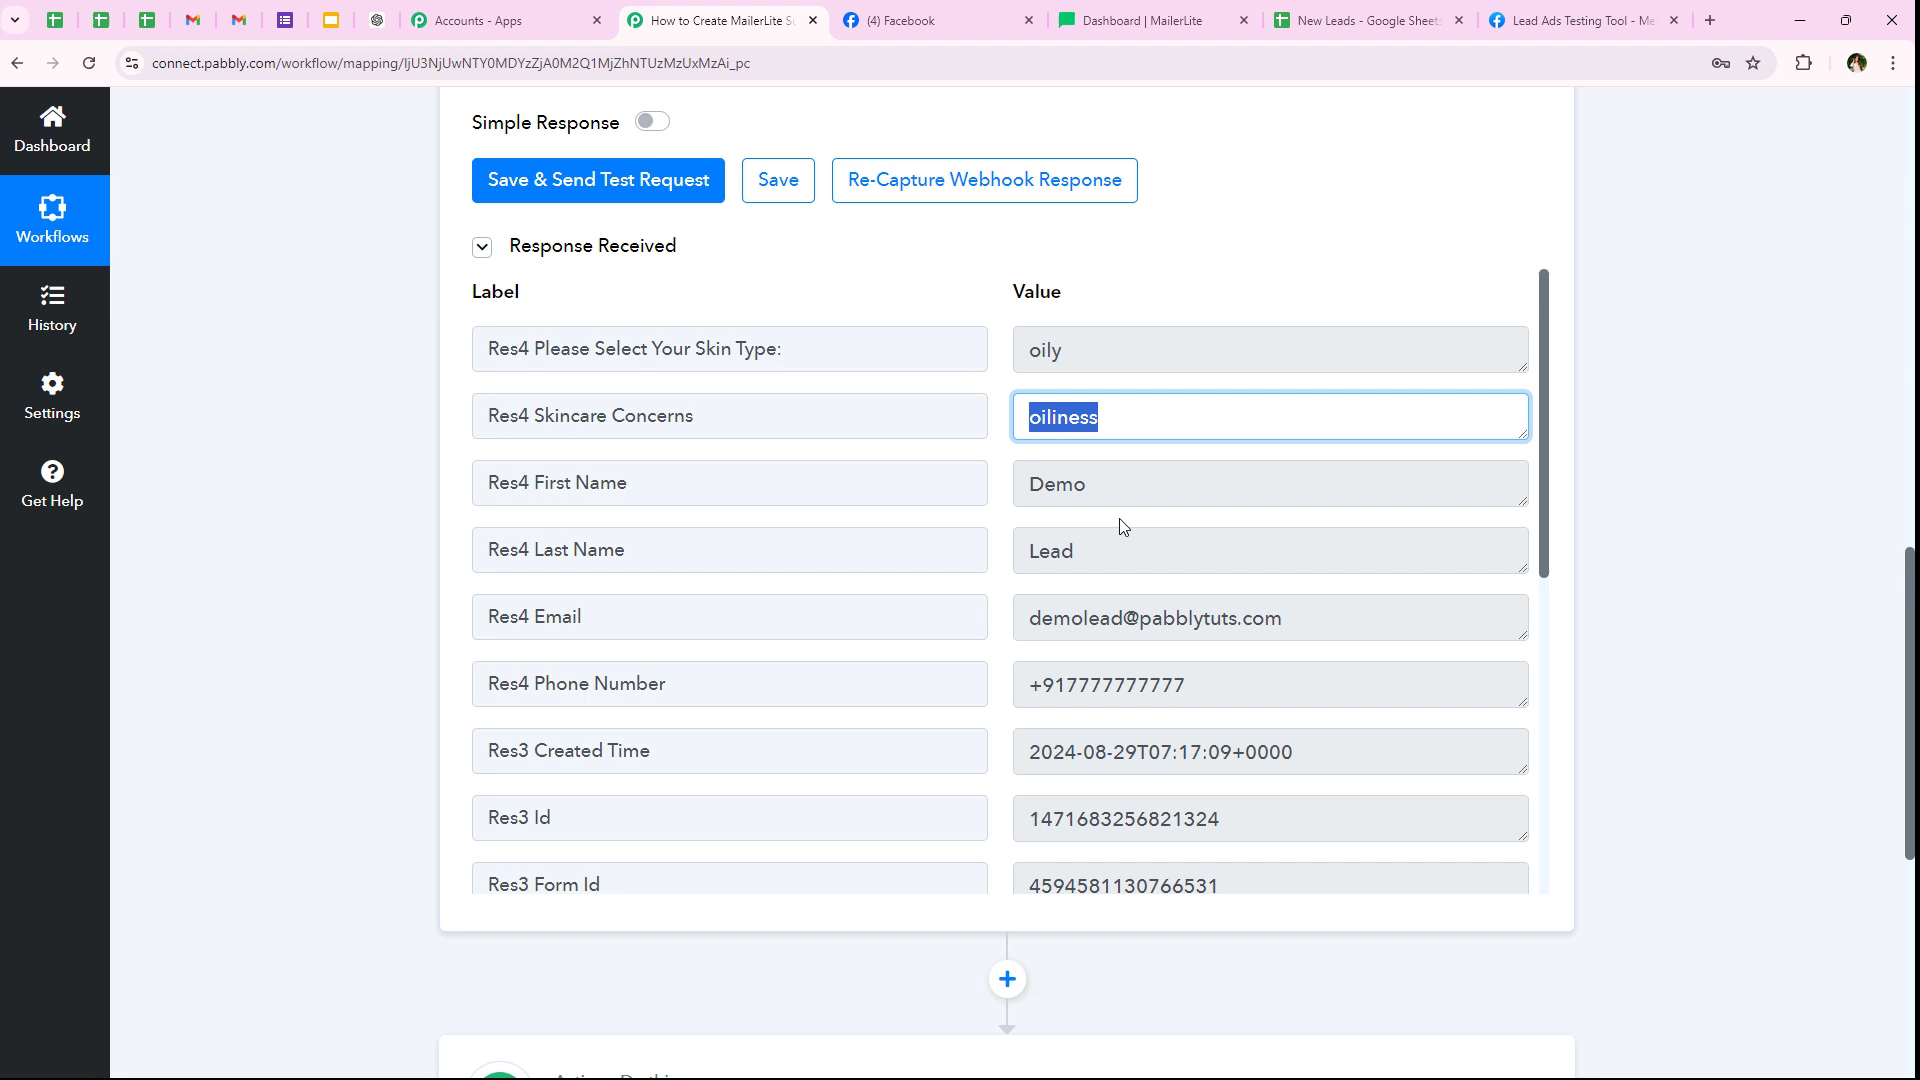 Accounts - Apps
How to Create MailerLite Su
(4) Facebook
Dashboard | MailerLite
New Leads - Google Sheets
Lead Ads Testing Tool - Me
connect.pabbly.com/workflow/mapping/IjU3NjUwNTY0MDYzZjA0M2Q1MjZhNTUzMzUxMzAi_pc
Dashboard
Workflows
History
Settings
Get Help
Simple Response
Save & Send Test Request
Save
Re-Capture Webhook Response
Response Received
Label
Value
Res4 Please Select Your Skin Type:
oily
Res4 Skincare Concerns
oiliness
Res4 First Name
Demo
Res4 Last Name
Lead
Res4 Email
demolead@pabblytuts.com
Res4 Phone Number
+917777777777
Res3 Created Time
2024-08-29T07:17:09+0000
Res3 Id
1471683256821324
Res3 Form Id
4594581130766531